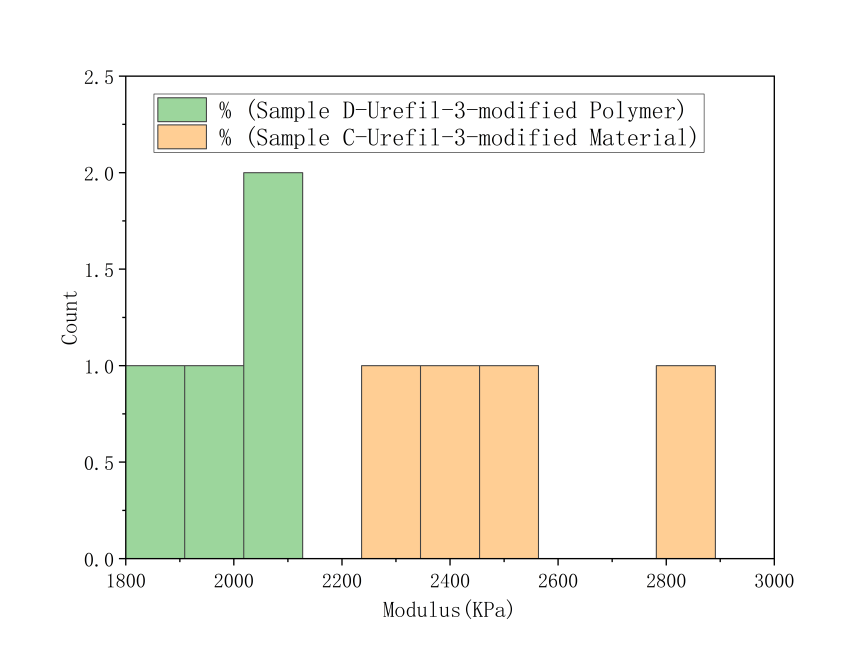 2.5
% (Sample D-Urefil-3-modified Polymer)
% (Sample C-Urefil-3-modified Material)
2.0
1.5
Count
1.0
0.5
0.0
1800 2000 2200 2400 2600 2800 3000
Modulus(KPa)